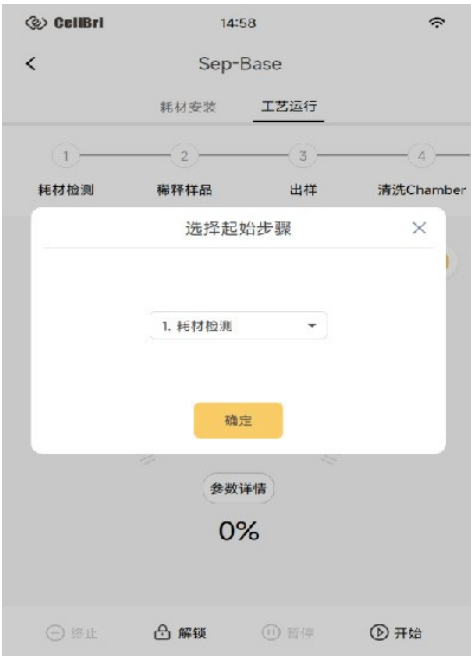 CellBri 14:58
Sep-Base
耗材安装 工艺运行
1 2 3 4
耗材检测 稀释样品 出样 清洗Chamber
选择起始步骤
1. 耗材检测
确定
参数详情
0%
终止 解锁 暂停 开始